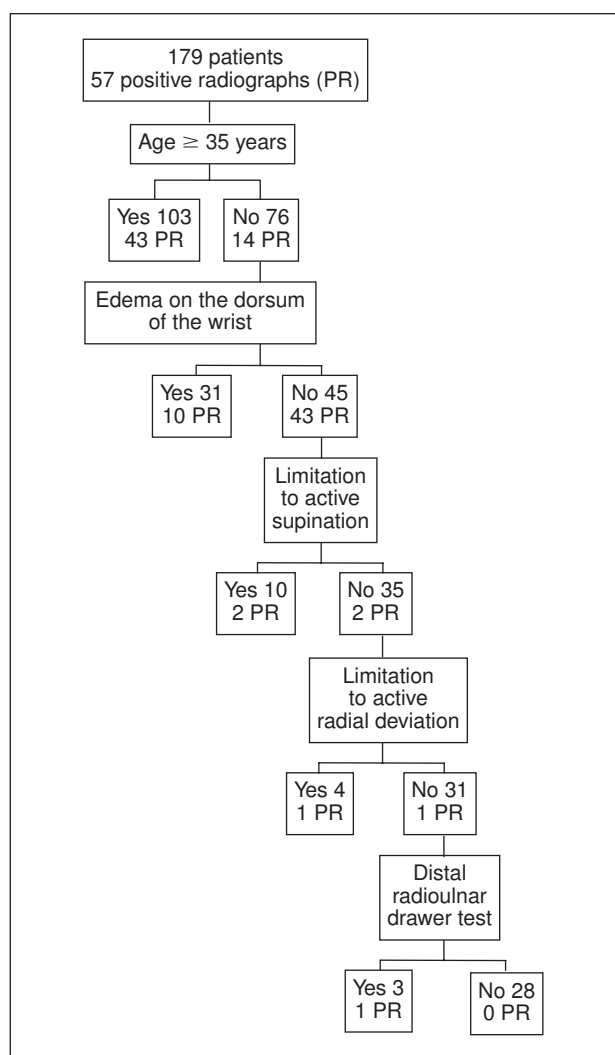 179 patients
57 positive radiographs (PR)
Age ≥ 35 years
Yes 103
43 PR
No 76
14 PR
Edema on the dorsum
of the wrist
Yes 31
10 PR
No 45
43 PR
Limitation
to active
supination
Yes 10
2 PR
No 35
2 PR
Limitation
to active
radial deviation
Yes 4
1 PR
No 31
1 PR
Distal
radioulnar
drawer test
Yes 3
1 PR
No 28
0 PR